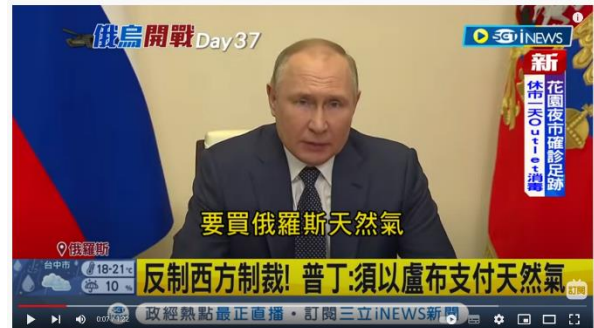 俄烏開戰Day37
iNEWS
新
花園夜市確診足跡
休市一天Outlet消毒
要買俄羅斯天然氣
俄羅斯
台中市
18-21℃
10 %
反制西方制裁! 普丁:須以盧布支付天然氣
訂閱
政經熱點最正直播・訂閱三立iNEWS新聞